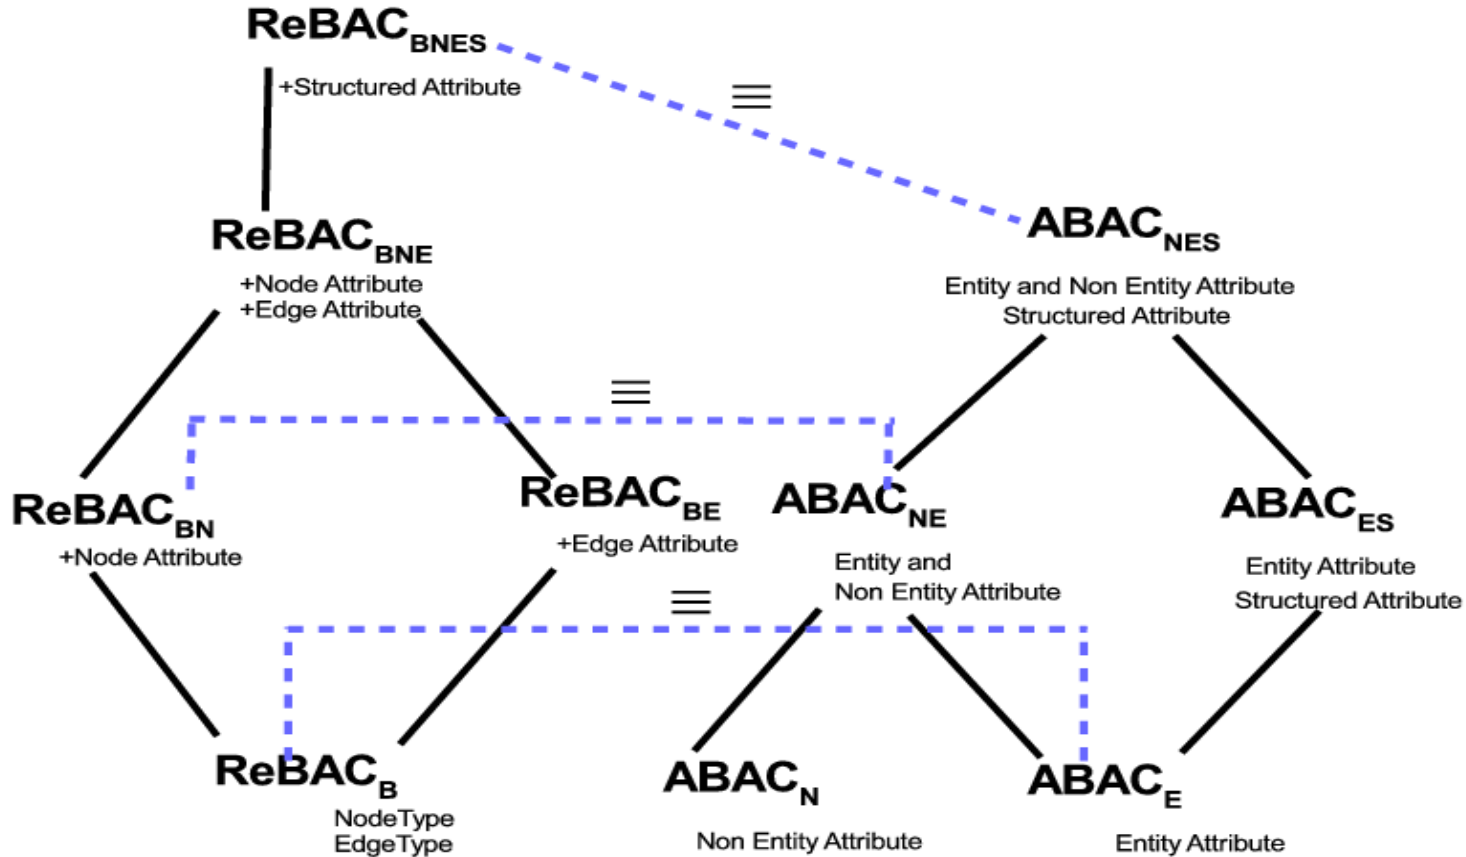 ReBAC_BNES
+Structured Attribute
≡
ReBAC_BNE
+Node Attribute
+Edge Attribute
ABAC_NES
Entity and Non Entity Attribute
Structured Attribute
≡
ReBAC_BN
+Node Attribute
ReBAC_BE
+Edge Attribute
ABAC_NE
Entity and
Non Entity Attribute
ABAC_ES
Entity Attribute
Structured Attribute
≡
ReBAC_B
NodeType
EdgeType
ABAC_N
Non Entity Attribute
ABAC_E
Entity Attribute